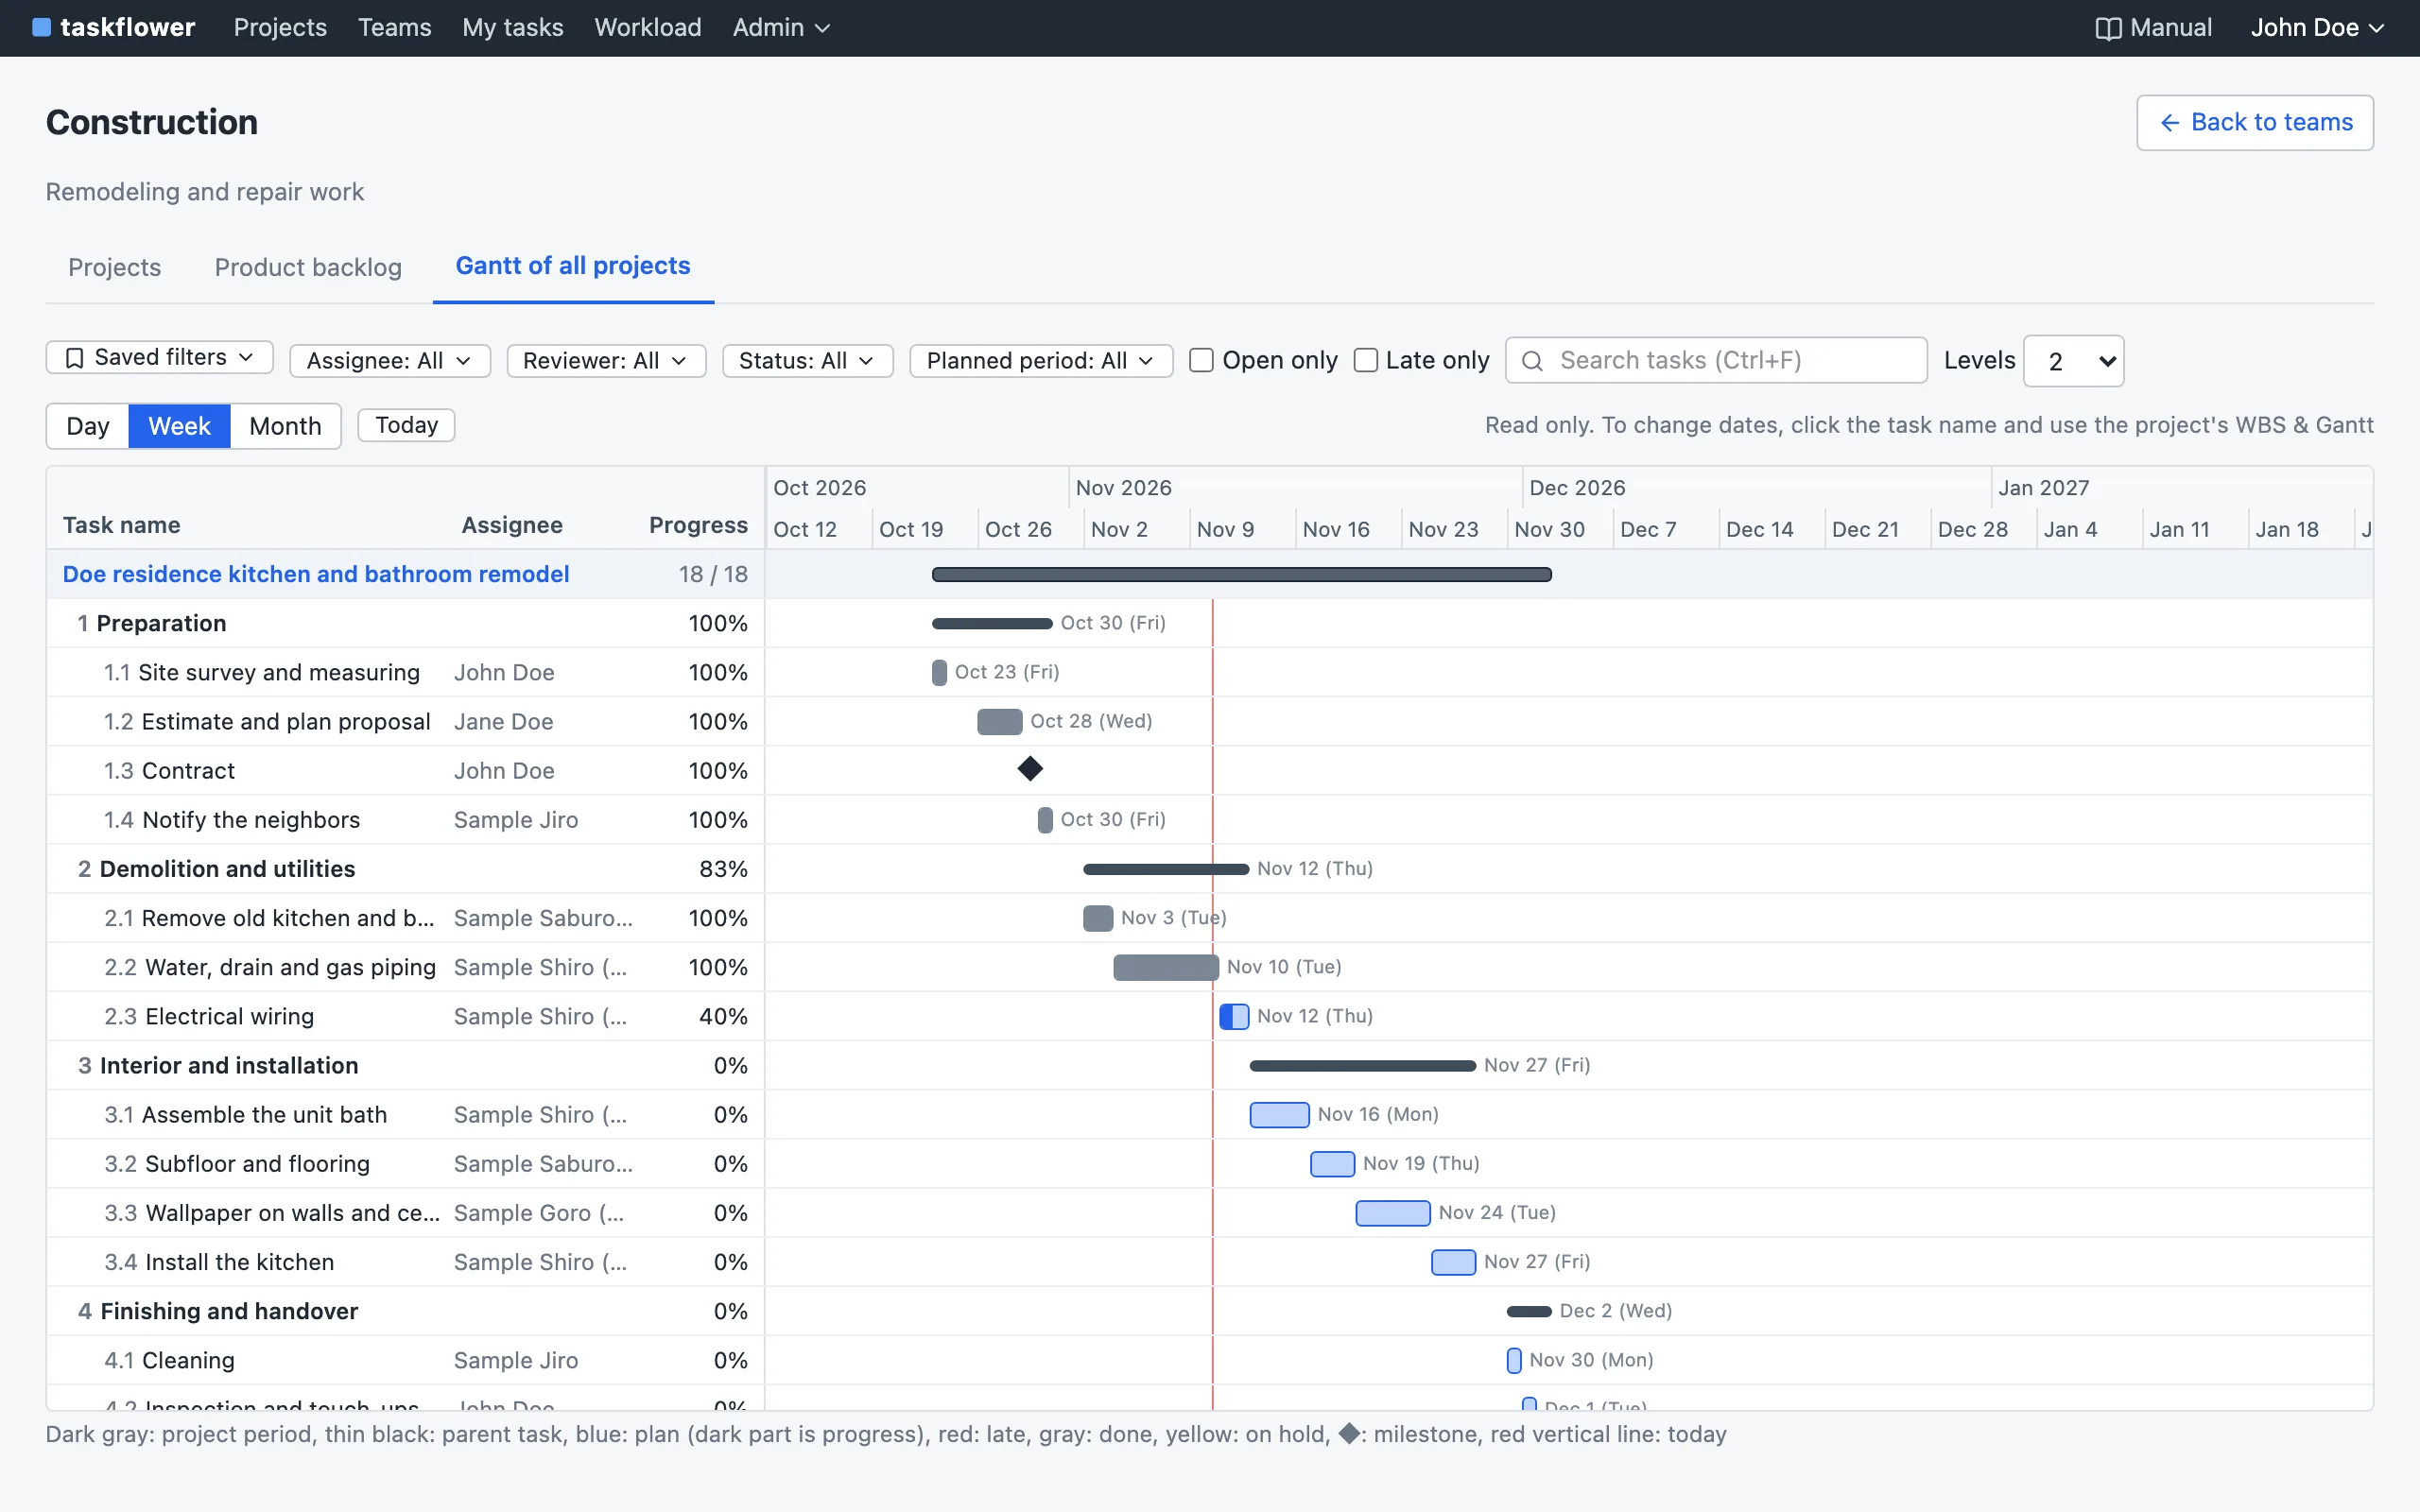 taskflower Projects Teams My tasks Workload Admin Manual John Doe
Construction
Back to teams
Remodeling and repair work
Projects Product backlog Gantt of all projects
Saved filters Assignee: All Reviewer: All Status: All Planned period: All Open only Late only Search tasks (Ctrl+F) Levels 2
Day Week Month Today Read only. To change dates, click the task name and use the project's WBS & Gantt
Oct 2026 Nov 2026 Dec 2026 Jan 2027
Task name Assignee Progress Oct 12 Oct 19 Oct 26 Nov 2 Nov 9 Nov 16 Nov 23 Nov 30 Dec 7 Dec 14 Dec 21 Dec 28 Jan 4 Jan 11 Jan 18 J
Doe residence kitchen and bathroom remodel 18 / 18
1 Preparation 100% Oct 30 (Fri)
1.1 Site survey and measuring John Doe 100% Oct 23 (Fri)
1.2 Estimate and plan proposal Jane Doe 100% Oct 28 (Wed)
1.3 Contract John Doe 100%
1.4 Notify the neighbors Sample Jiro 100% Oct 30 (Fri)
2 Demolition and utilities 83% Nov 12 (Thu)
2.1 Remove old kitchen and b... Sample Saburo... 100% Nov 3 (Tue)
2.2 Water, drain and gas piping Sample Shiro (... 100% Nov 10 (Tue)
2.3 Electrical wiring Sample Shiro (... 40% Nov 12 (Thu)
3 Interior and installation 0% Nov 27 (Fri)
3.1 Assemble the unit bath Sample Shiro (... 0% Nov 16 (Mon)
3.2 Subfloor and flooring Sample Saburo... 0% Nov 19 (Thu)
3.3 Wallpaper on walls and ce... Sample Goro (... 0% Nov 24 (Tue)
3.4 Install the kitchen Sample Shiro (... 0% Nov 27 (Fri)
4 Finishing and handover 0% Dec 2 (Wed)
4.1 Cleaning Sample Jiro 0% Nov 30 (Mon)
4.2 Inspection and touch-ups John Doe 0% Dec 1 (Tue)
Dark gray: project period, thin black: parent task, blue: plan (dark part is progress), red: late, gray: done, yellow: on hold, ◆: milestone, red vertical line: today